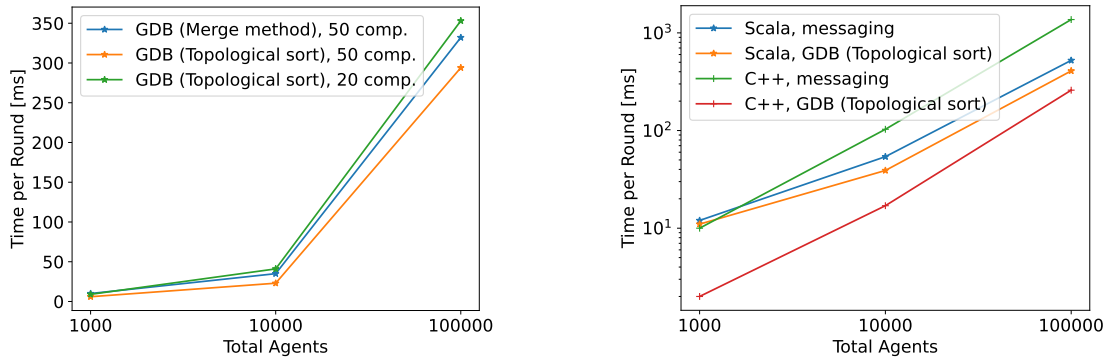 350
300
250
200
150
100
50
0
Time per Round [ms]
GDB (Merge method), 50 comp.
GDB (Topological sort), 50 comp.
GDB (Topological sort), 20 comp.
1000
10000
100000
Total Agents
10³
10²
10¹
Time per Round [ms]
Scala, messaging
Scala, GDB (Topological sort)
C++, messaging
C++, GDB (Topological sort)
1000
10000
100000
Total Agents